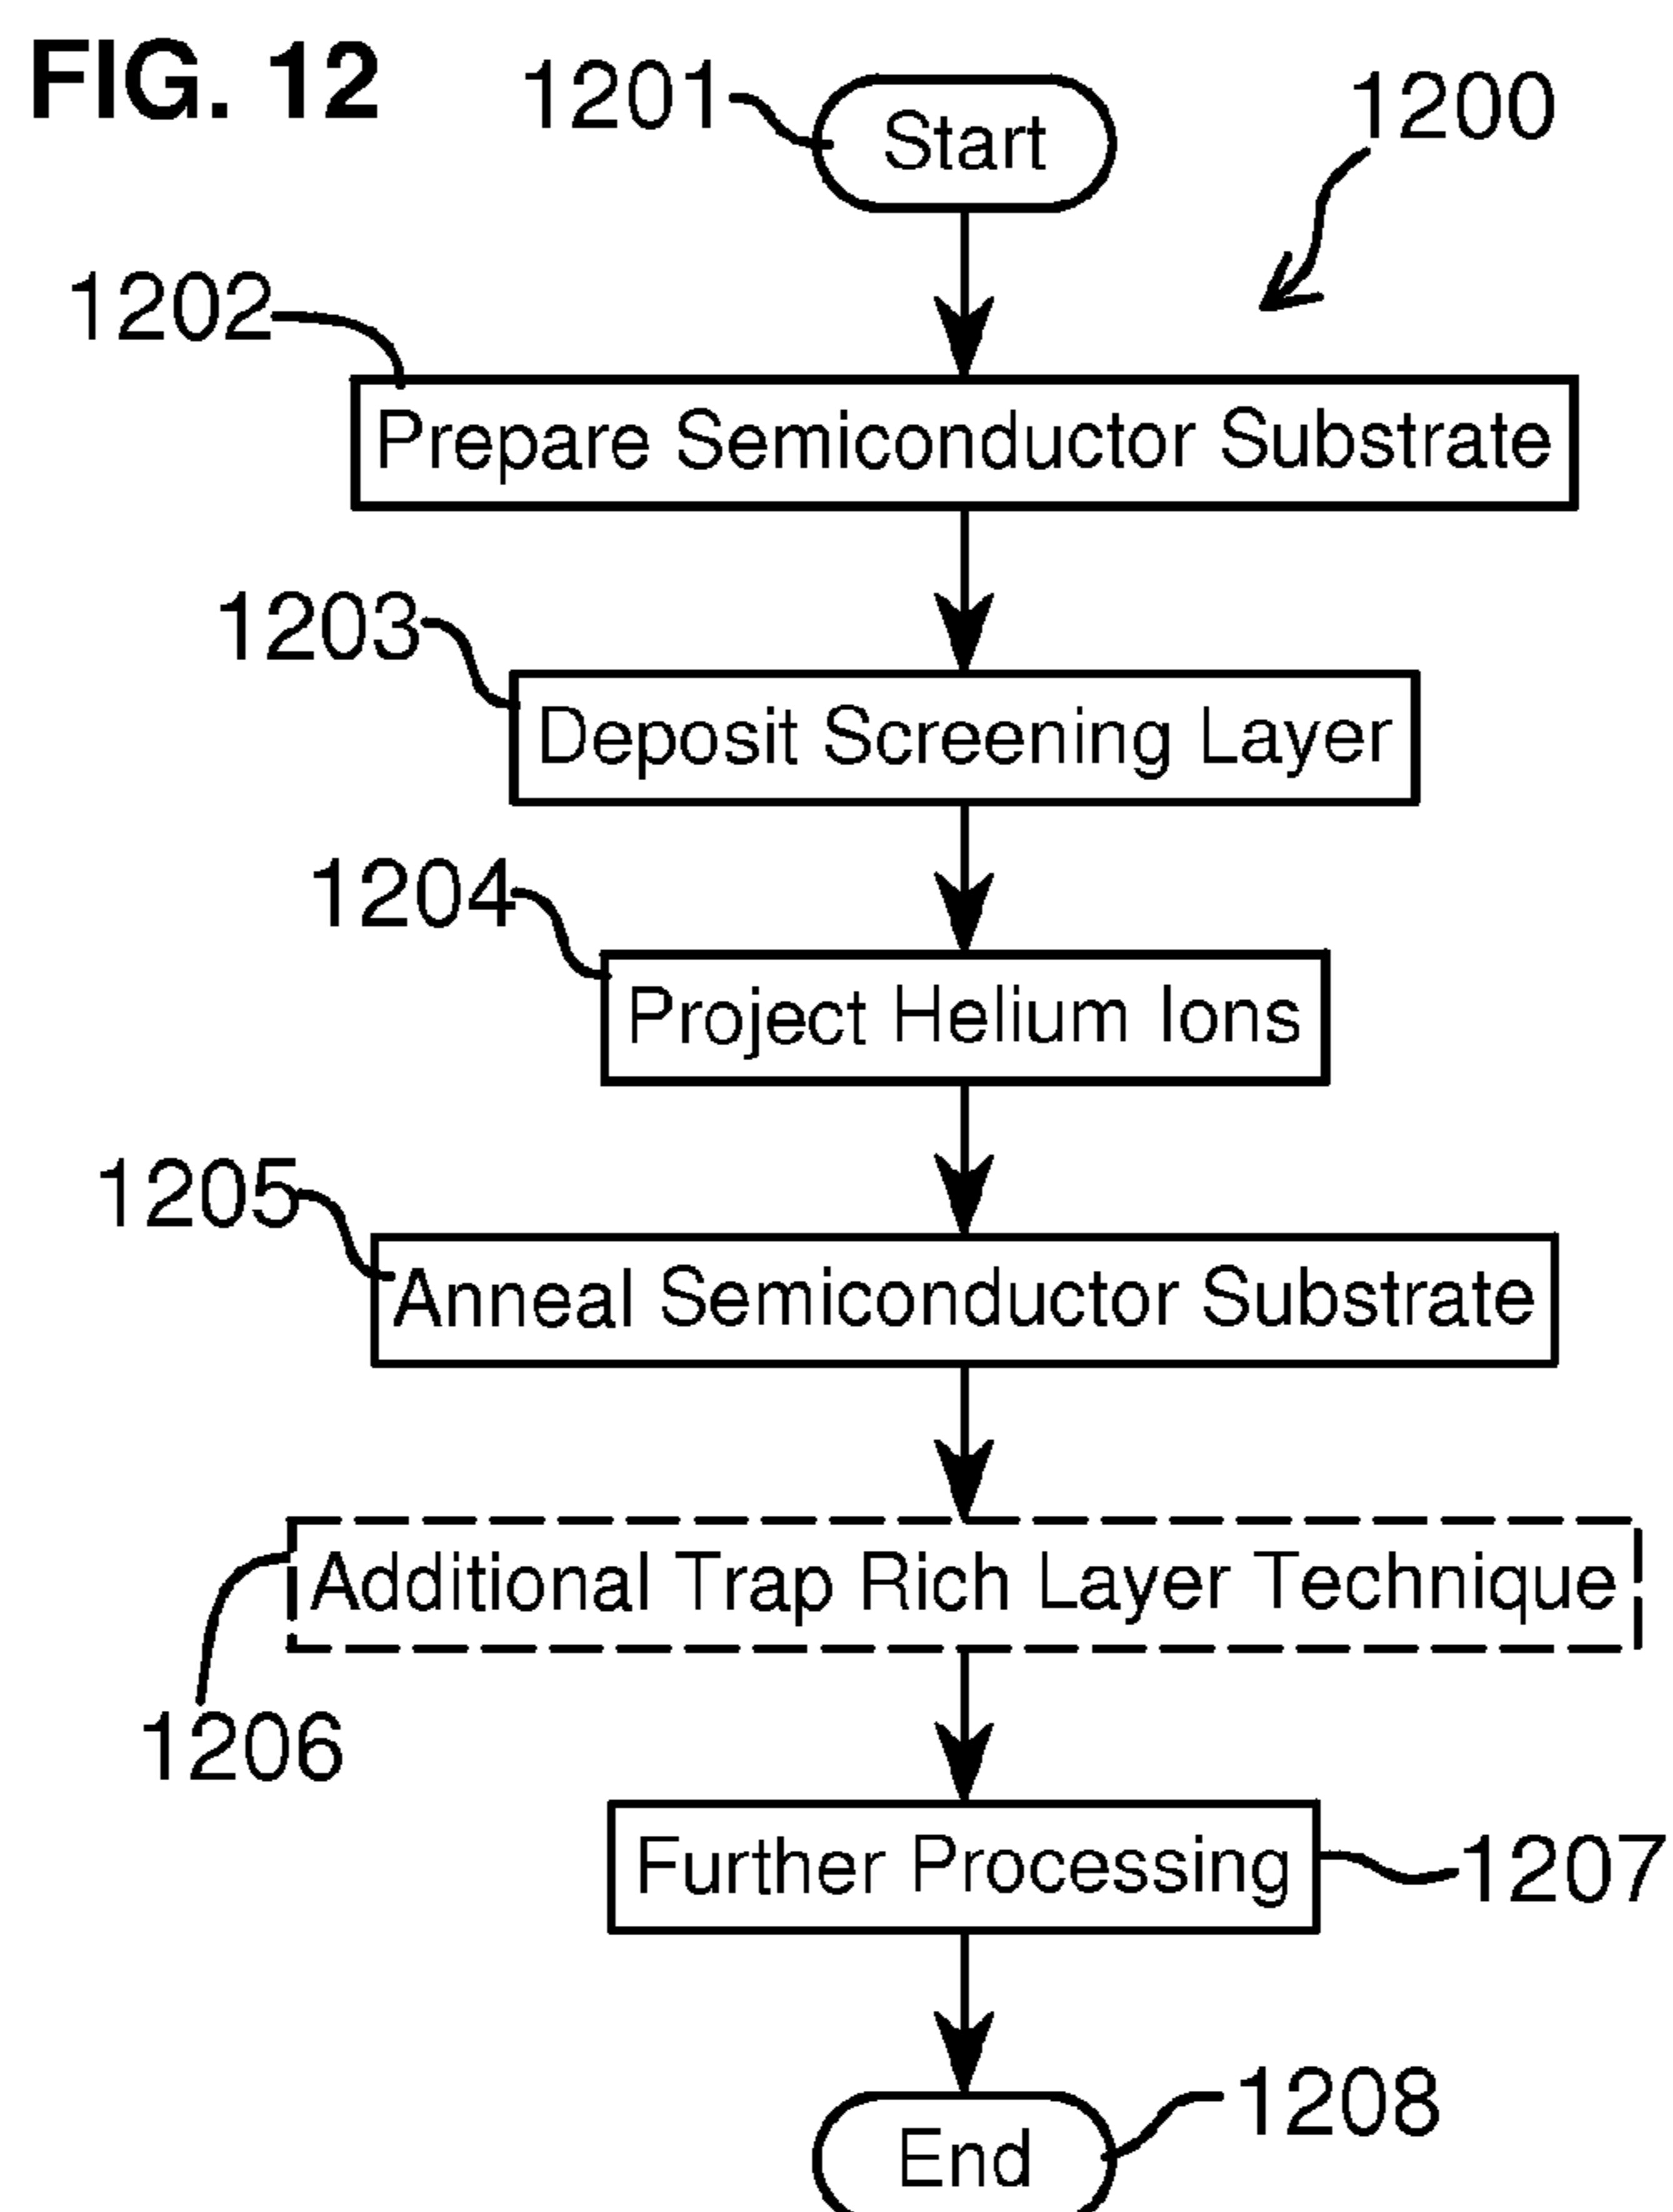 FIG. 12
1201
Start
1200
1202
Prepare Semiconductor Substrate
1203
Deposit Screening Layer
1204
Project Helium Ions
1205
Anneal Semiconductor Substrate
Additional Trap Rich Layer Technique
1206
Further Processing
1207
1208
End